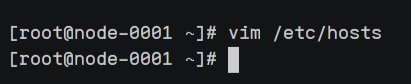 [root@node-0001 ~]# vim /etc/hosts
[root@node-0001 ~]#